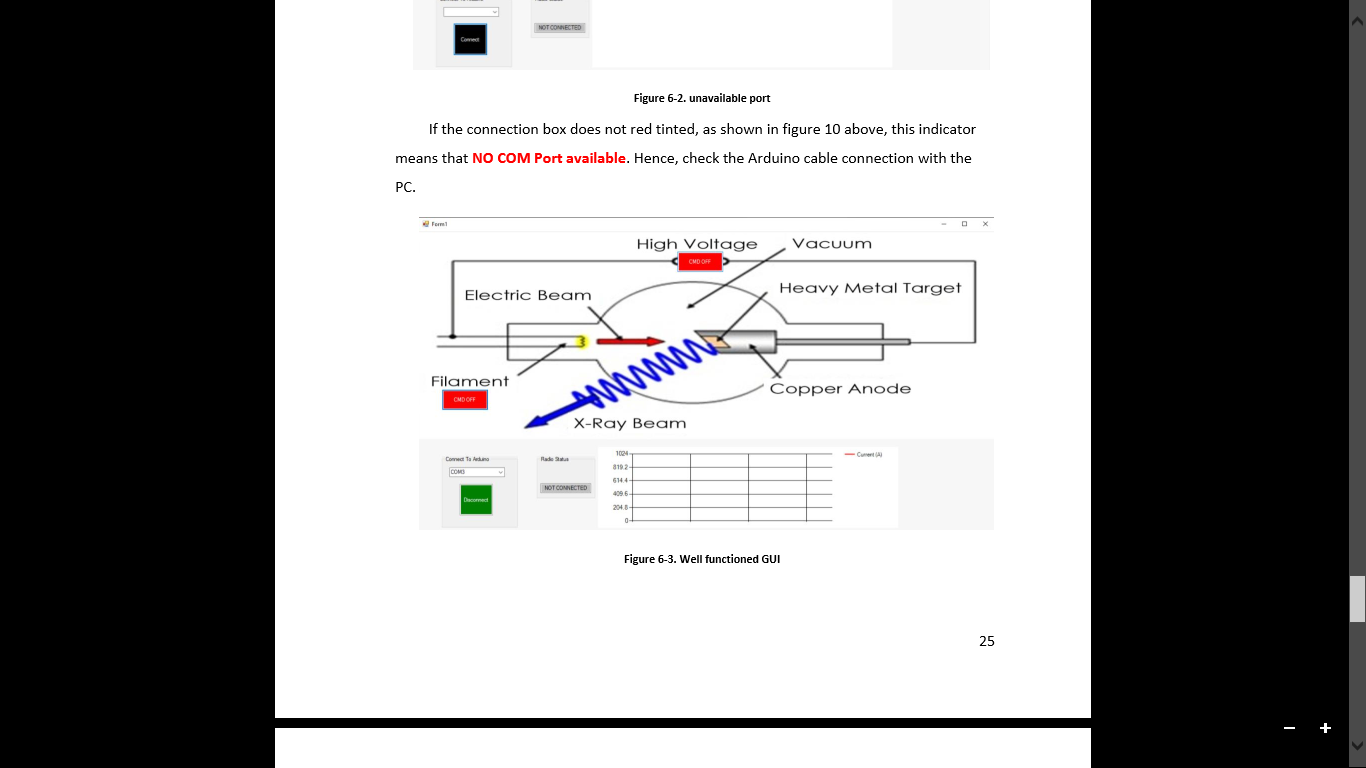 NOT CONNECTED
Connect
Figure 6-2. unavailable port
If the connection box does not red tinted, as shown in figure 10 above, this indicator
means that NO COM Port available. Hence, check the Arduino cable connection with the
PC.
Form1
High Voltage
Vacuum
CMD OFF
Heavy Metal Target
Electric Beam
Filament
Copper Anode
CMD OFF
X-Ray Beam
Connect To Arduino
Radio Status
COM3
NOT CONNECTED
Disconnect
1024
819.2
614.4
409.6
204.8
0
Current (A)
Figure 6-3. Well functioned GUI
25